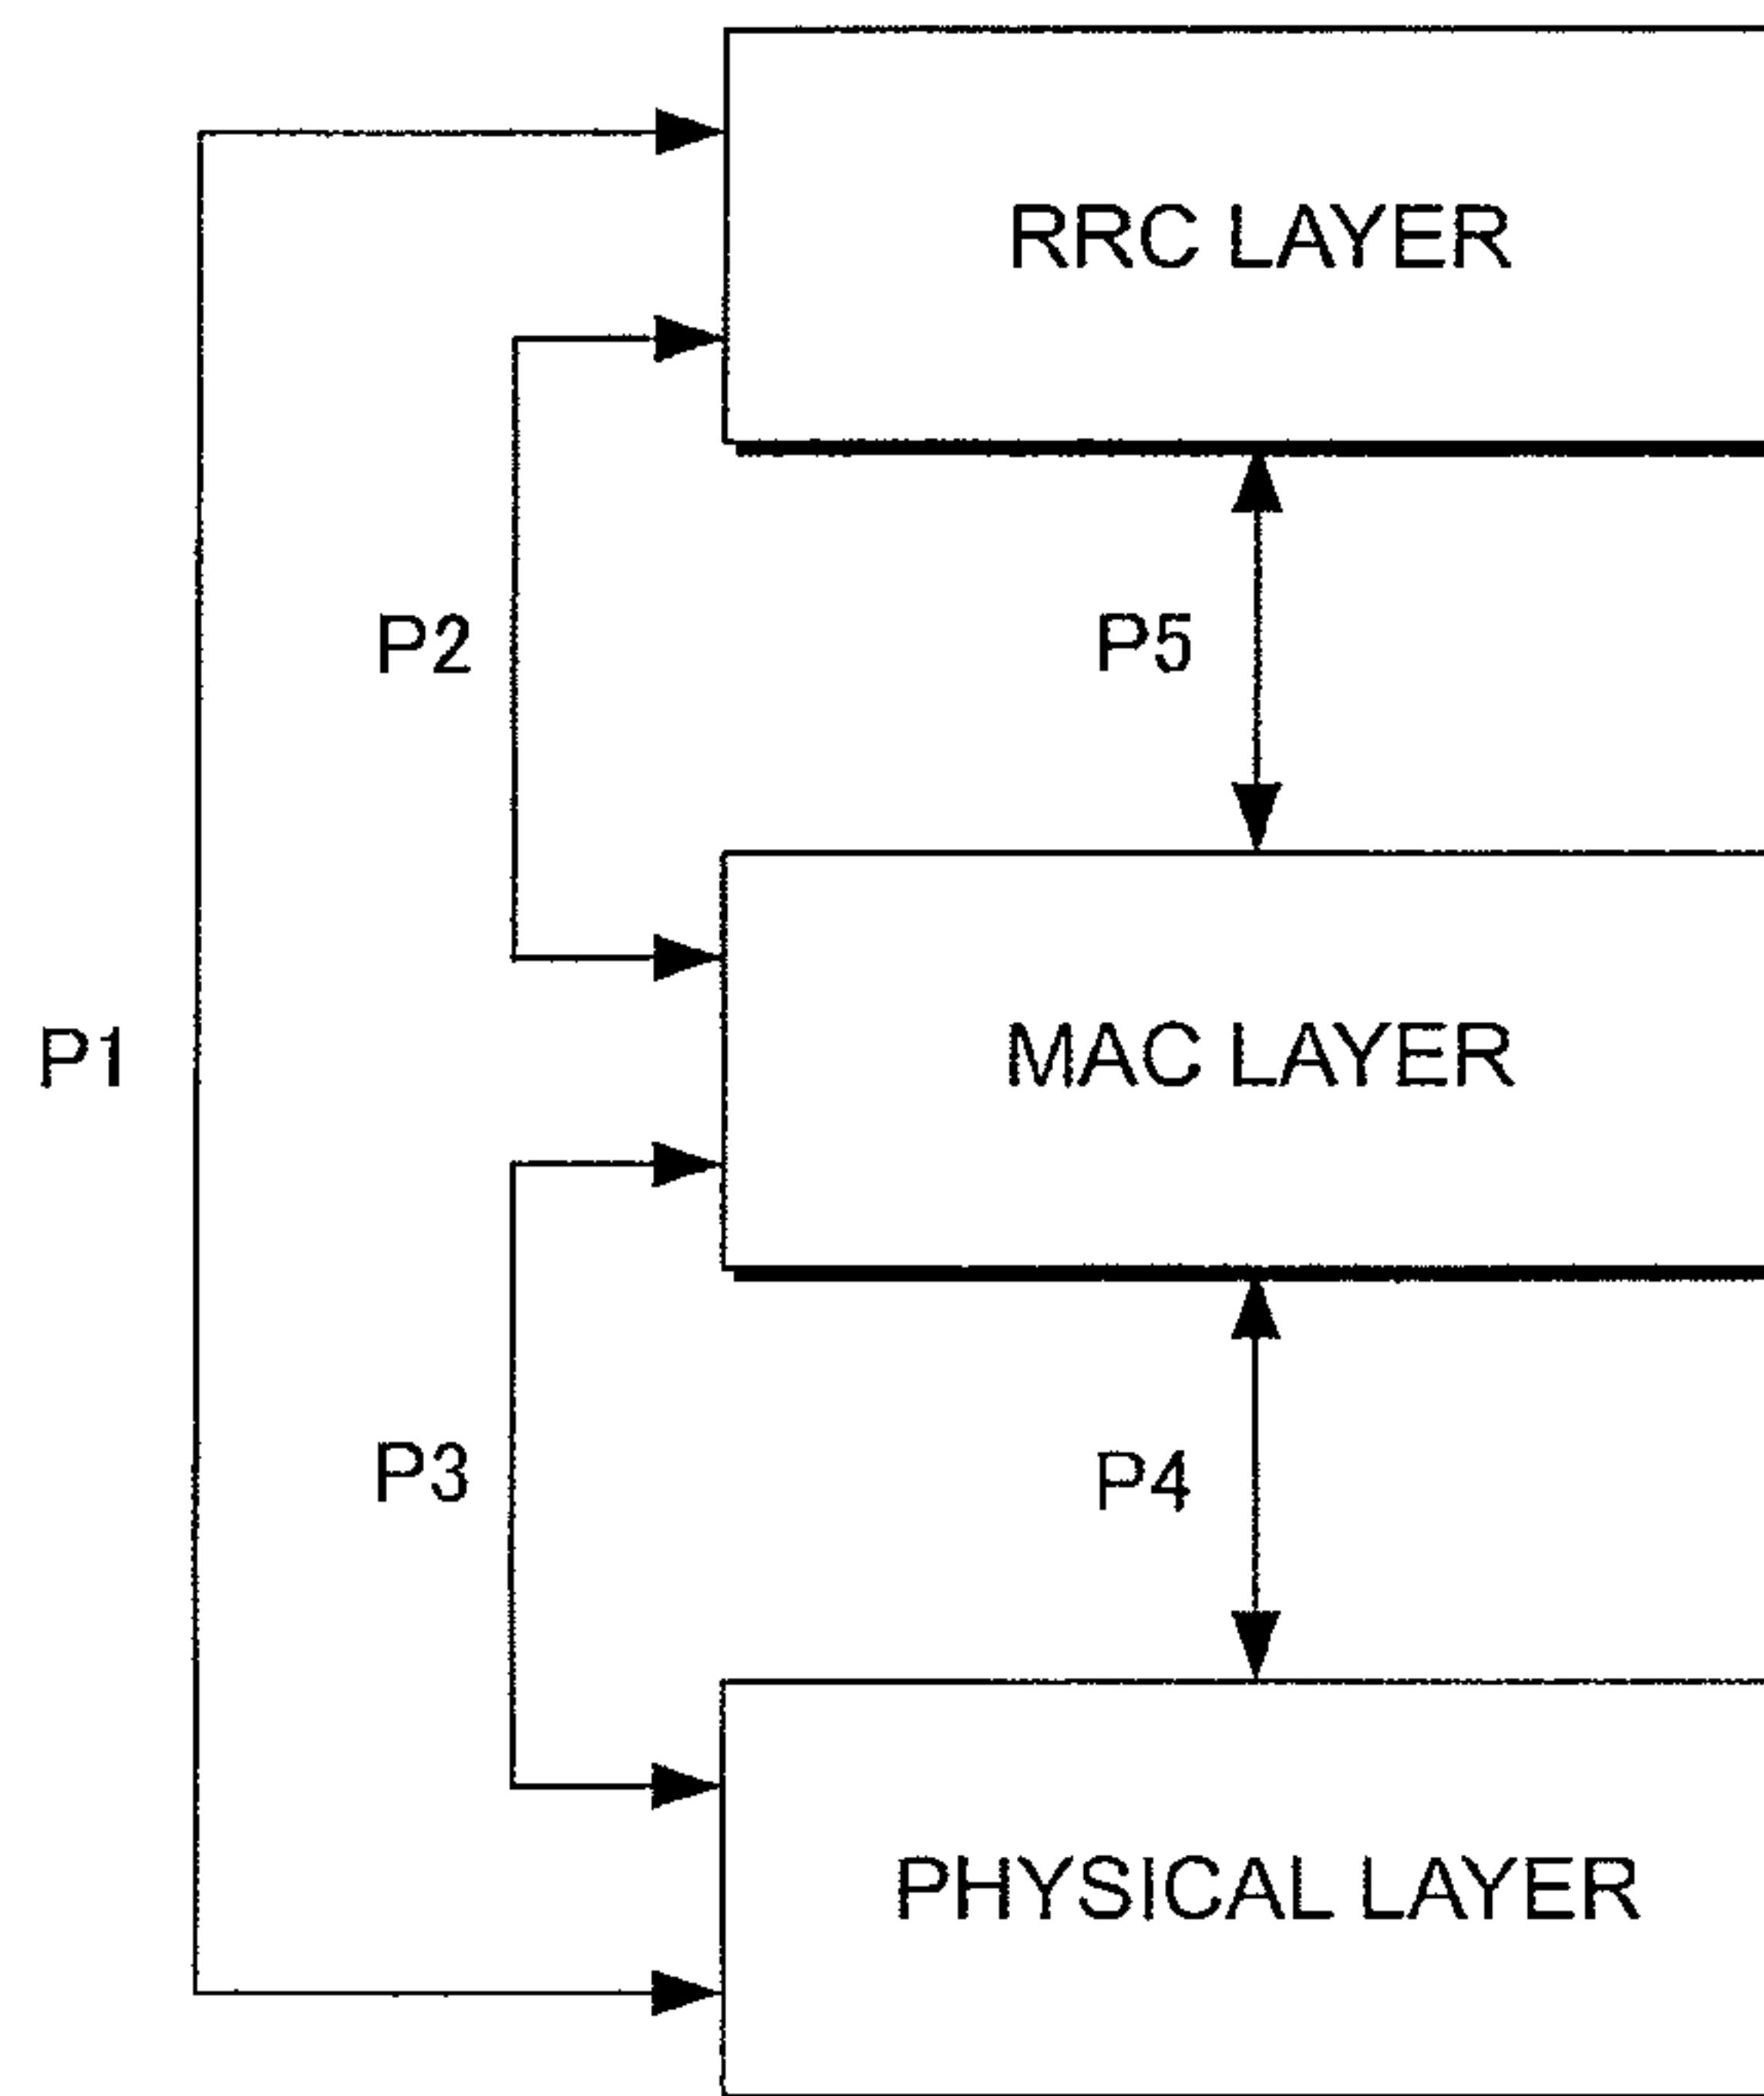 RRC LAYER
P2
P5
P1
MAC LAYER
P3
P4
PHYSICAL LAYER